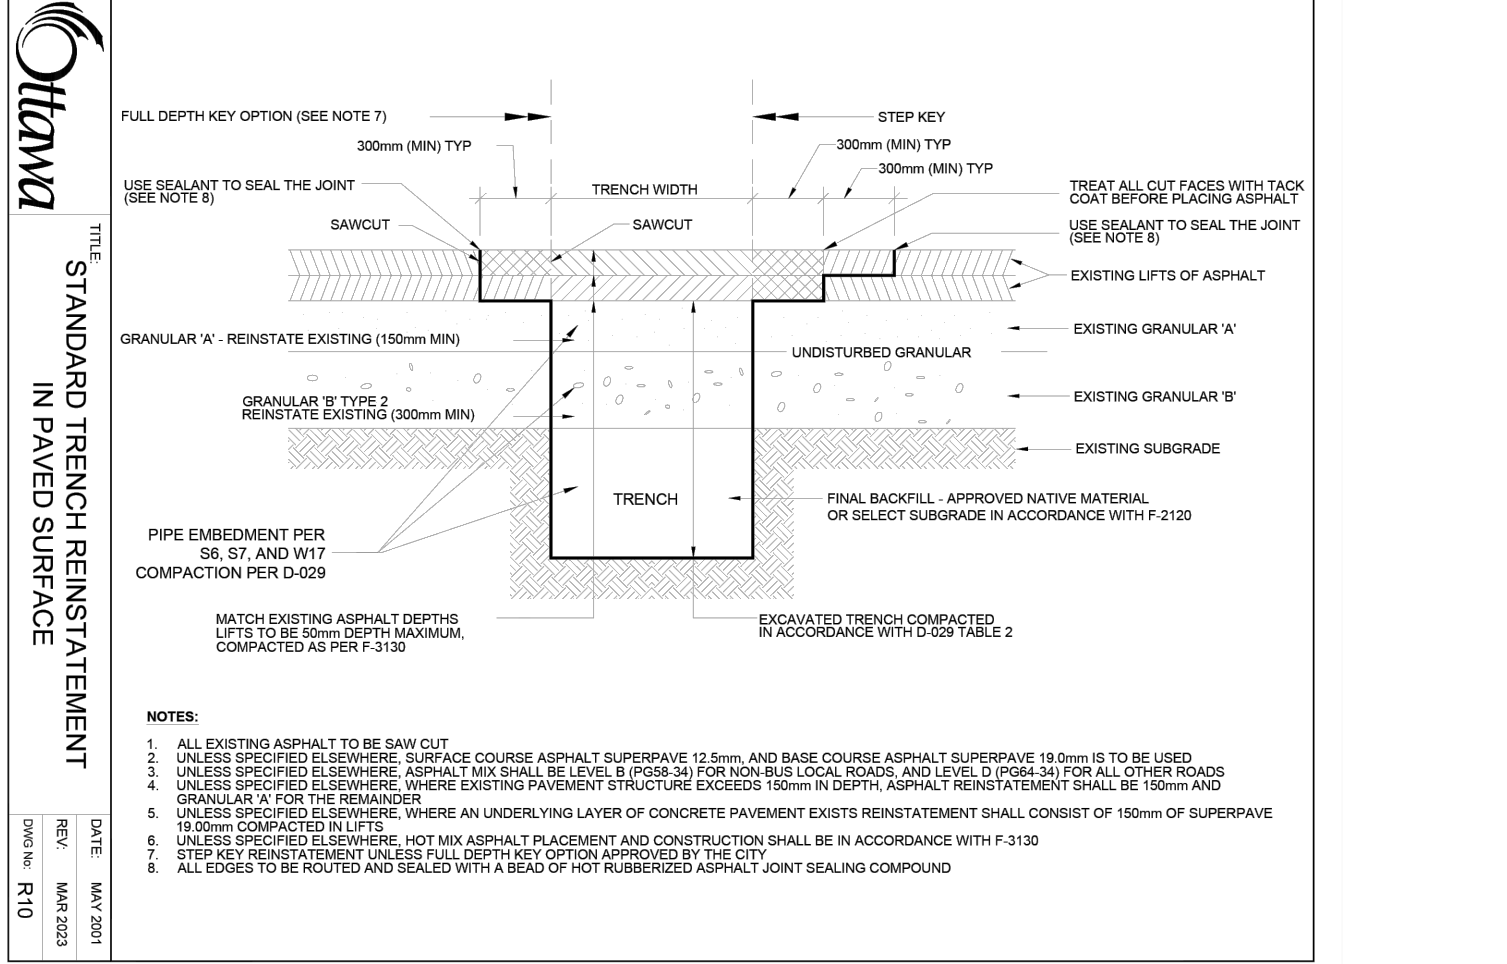 Ottawa
TITLE:
STANDARD TRENCH REINSTATEMENT
IN PAVED SURFACE
DATE: MAY 2001
REV: MAR 2023
DWG No: R10
FULL DEPTH KEY OPTION (SEE NOTE 7)
STEP KEY
300mm (MIN) TYP
300mm (MIN) TYP
300mm (MIN) TYP
USE SEALANT TO SEAL THE JOINT
(SEE NOTE 8)
TRENCH WIDTH
TREAT ALL CUT FACES WITH TACK
COAT BEFORE PLACING ASPHALT
SAWCUT
SAWCUT
USE SEALANT TO SEAL THE JOINT
(SEE NOTE 8)
EXISTING LIFTS OF ASPHALT
GRANULAR 'A' - REINSTATE EXISTING (150mm MIN)
EXISTING GRANULAR 'A'
UNDISTURBED GRANULAR
GRANULAR 'B' TYPE 2
REINSTATE EXISTING (300mm MIN)
EXISTING GRANULAR 'B'
EXISTING SUBGRADE
TRENCH
FINAL BACKFILL - APPROVED NATIVE MATERIAL
OR SELECT SUBGRADE IN ACCORDANCE WITH F-2120
PIPE EMBEDMENT PER
S6, S7, AND W17
COMPACTION PER D-029
MATCH EXISTING ASPHALT DEPTHS
LIFTS TO BE 50mm DEPTH MAXIMUM,
COMPACTED AS PER F-3130
EXCAVATED TRENCH COMPACTED
IN ACCORDANCE WITH D-029 TABLE 2
NOTES:
1. ALL EXISTING ASPHALT TO BE SAW CUT
2. UNLESS SPECIFIED ELSEWHERE, SURFACE COURSE ASPHALT SUPERPAVE 12.5mm, AND BASE COURSE ASPHALT SUPERPAVE 19.0mm IS TO BE USED
3. UNLESS SPECIFIED ELSEWHERE, ASPHALT MIX SHALL BE LEVEL B (PG58-34) FOR NON-BUS LOCAL ROADS, AND LEVEL D (PG64-34) FOR ALL OTHER ROADS
4. UNLESS SPECIFIED ELSEWHERE, WHERE EXISTING PAVEMENT STRUCTURE EXCEEDS 150mm IN DEPTH, ASPHALT REINSTATEMENT SHALL BE 150mm AND
GRANULAR 'A' FOR THE REMAINDER
5. UNLESS SPECIFIED ELSEWHERE, WHERE AN UNDERLYING LAYER OF CONCRETE PAVEMENT EXISTS REINSTATEMENT SHALL CONSIST OF 150mm OF SUPERPAVE
19.00mm COMPACTED IN LIFTS
6. UNLESS SPECIFIED ELSEWHERE, HOT MIX ASPHALT PLACEMENT AND CONSTRUCTION SHALL BE IN ACCORDANCE WITH F-3130
7. STEP KEY REINSTATEMENT UNLESS FULL DEPTH KEY OPTION APPROVED BY THE CITY
8. ALL EDGES TO BE ROUTED AND SEALED WITH A BEAD OF HOT RUBBERIZED ASPHALT JOINT SEALING COMPOUND